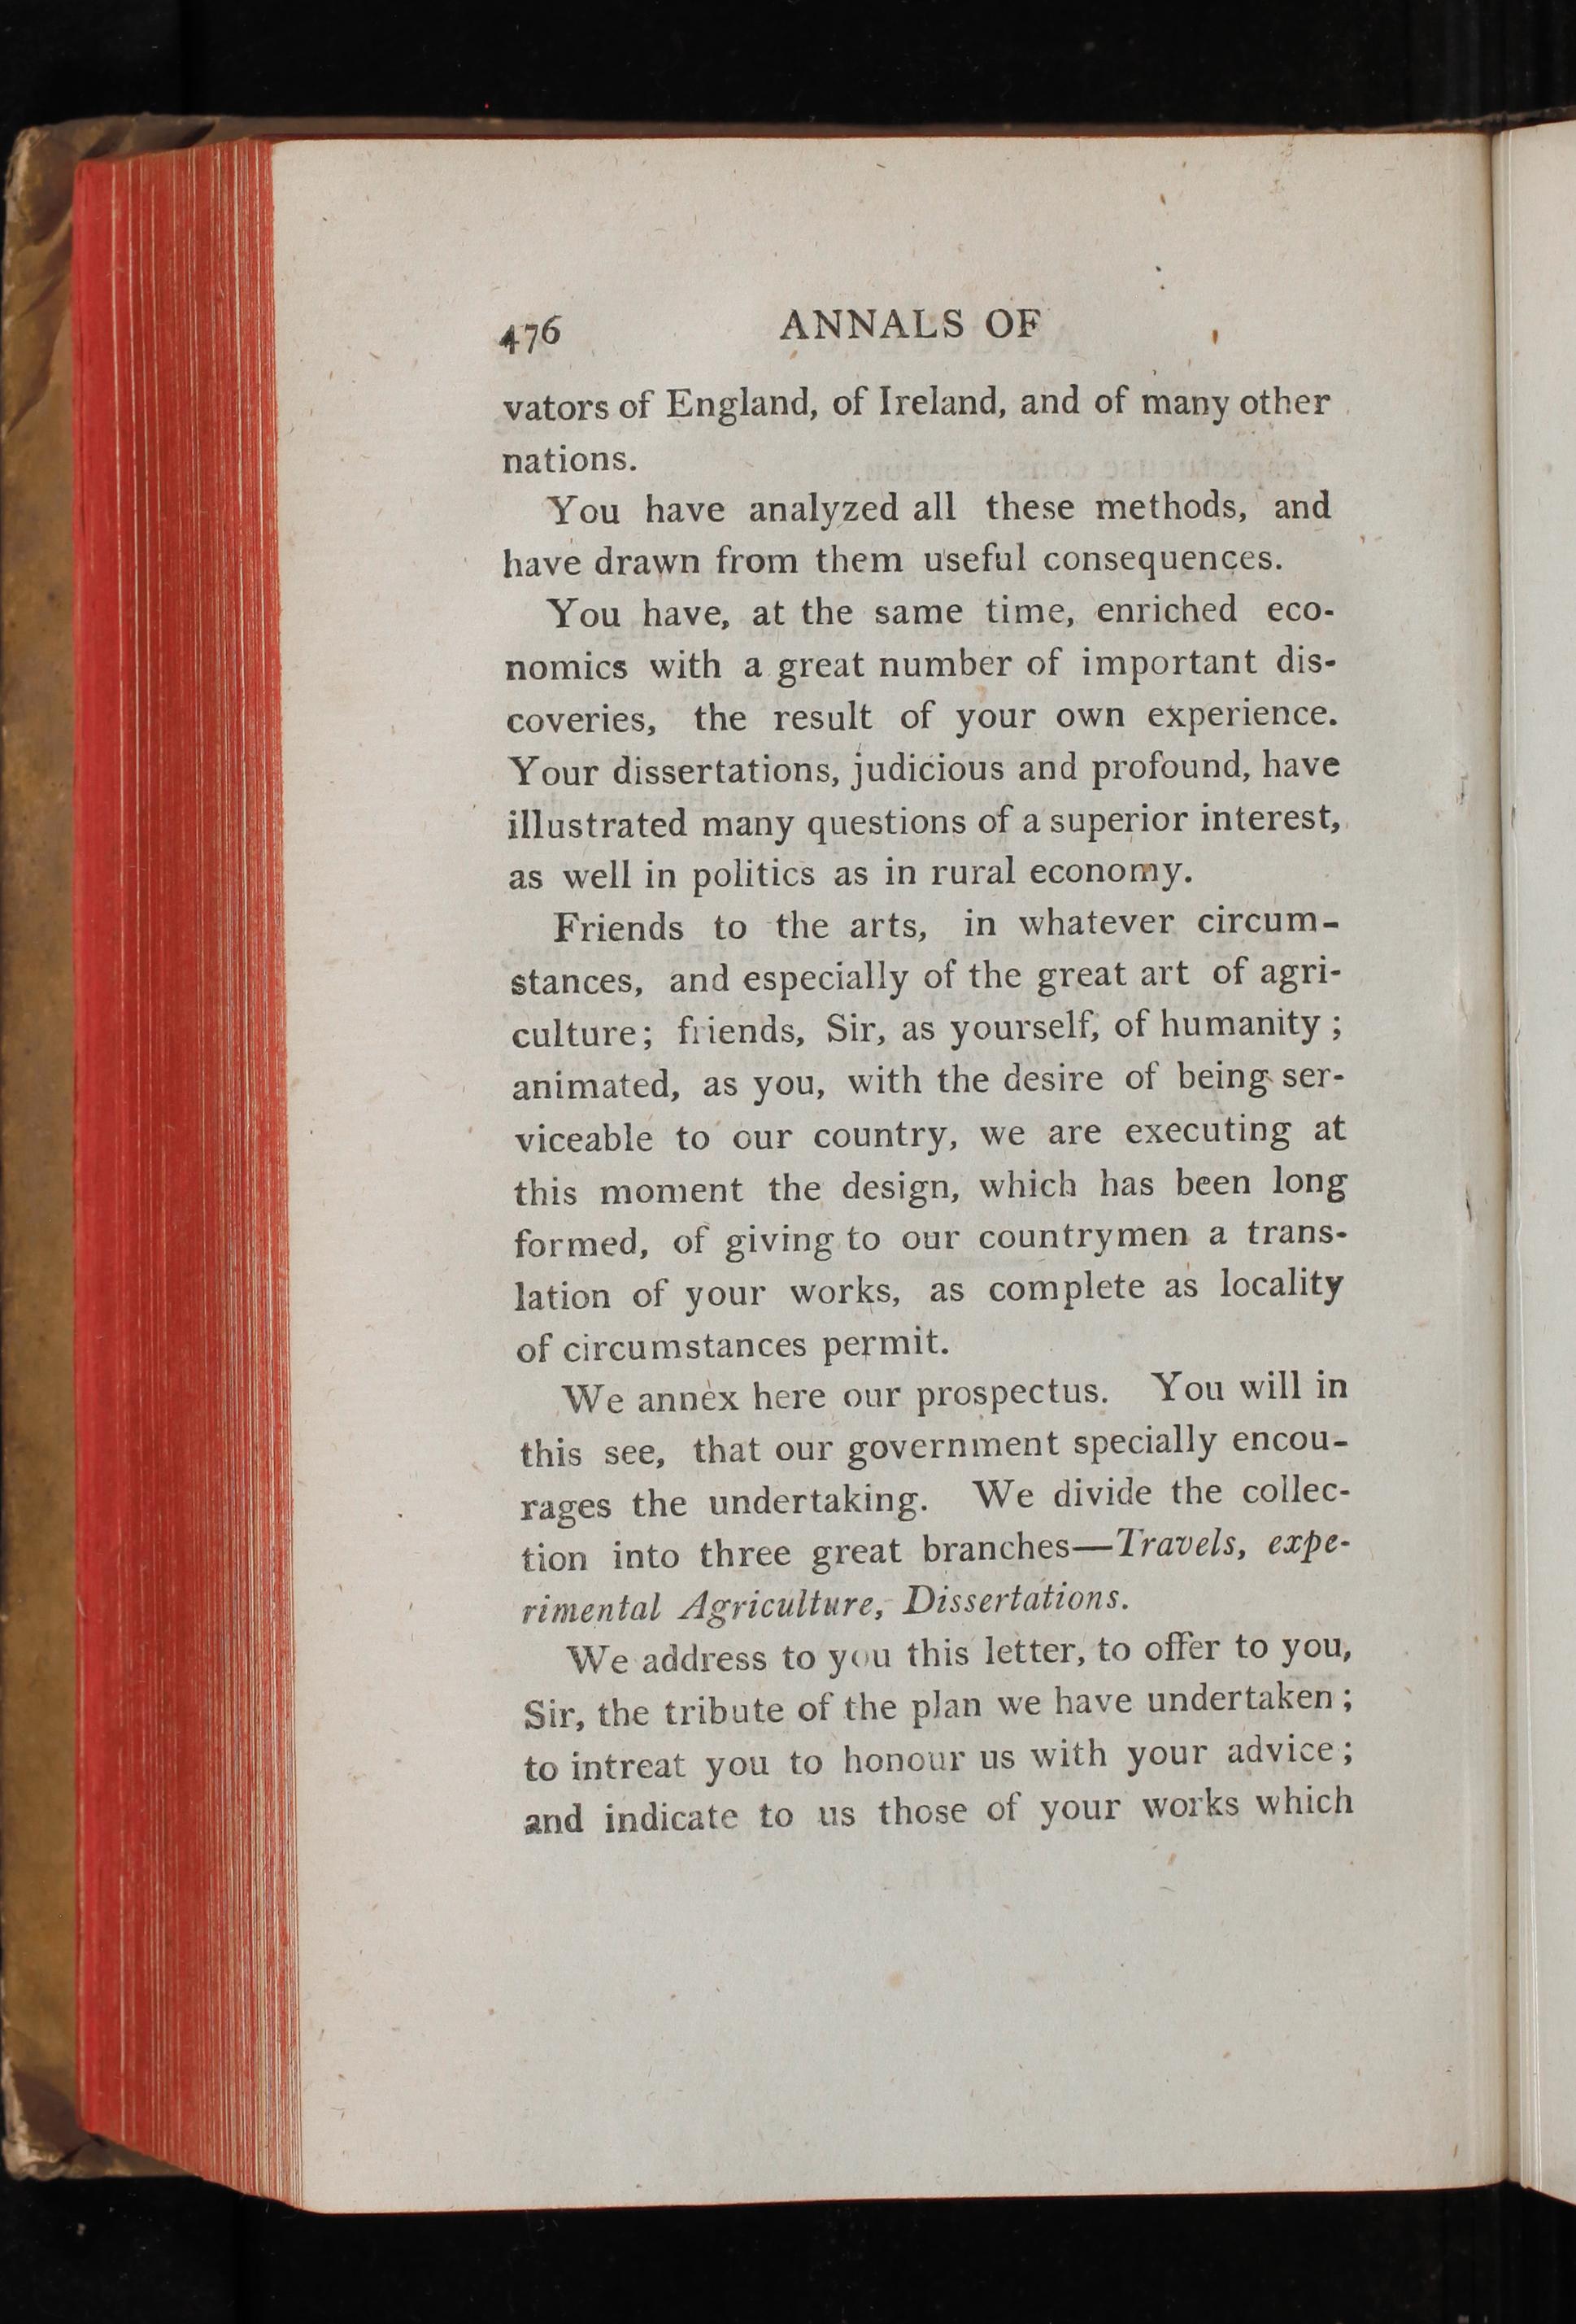 476 ANNALS OF
vators of England, of Ireland, and of many other
nations.
You have analyzed all these methods, and
have drawn from them useful consequences.
You have, at the same time, enriched eco-
nomics with a great number of important dis-
coveries, the result of your own experience.
Your dissertations, judicious and profound, have
illustrated many questions of a superior interest,
as well in politics as in rural economy.
Friends to the arts, in whatever circum-
stances, and especially of the great art of agri-
culture; friends, Sir, as yourself, of humanity;
animated, as you, with the desire of being ser-
viceable to our country, we are executing at
this moment the design, which has been long
formed, of giving to our countrymen a trans-
lation of your works, as complete as locality
of circumstances permit.
We annex here our prospectus. You will in
this see, that our government specially encou-
rages the undertaking. We divide the collec-
tion into three great branches—Travels, expe-
rimental Agriculture, Dissertations.
We address to you this letter, to offer to you,
Sir, the tribute of the plan we have undertaken;
to intreat you to honour us with your advice;
and indicate to us those of your works which